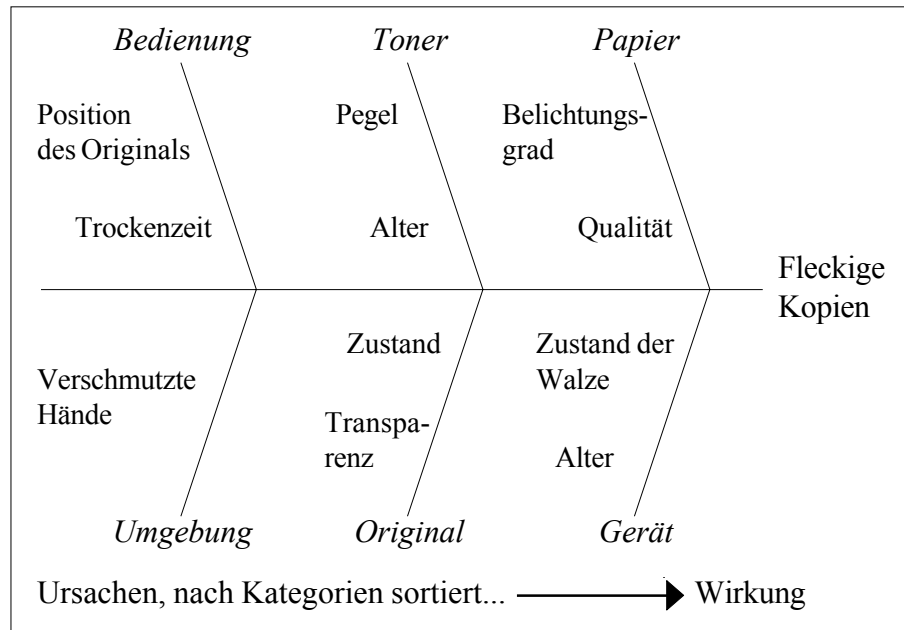 Bedienung
Toner
Papier
Position
des Originals
Pegel
Belichtungs-
grad
Trockenzeit
Alter
Qualität
Fleckige
Kopien
Verschmutzte
Hände
Zustand
Transpa-
renz
Zustand der
Walze
Alter
Umgebung
Original
Gerät
Ursachen, nach Kategorien sortiert...
Wirkung